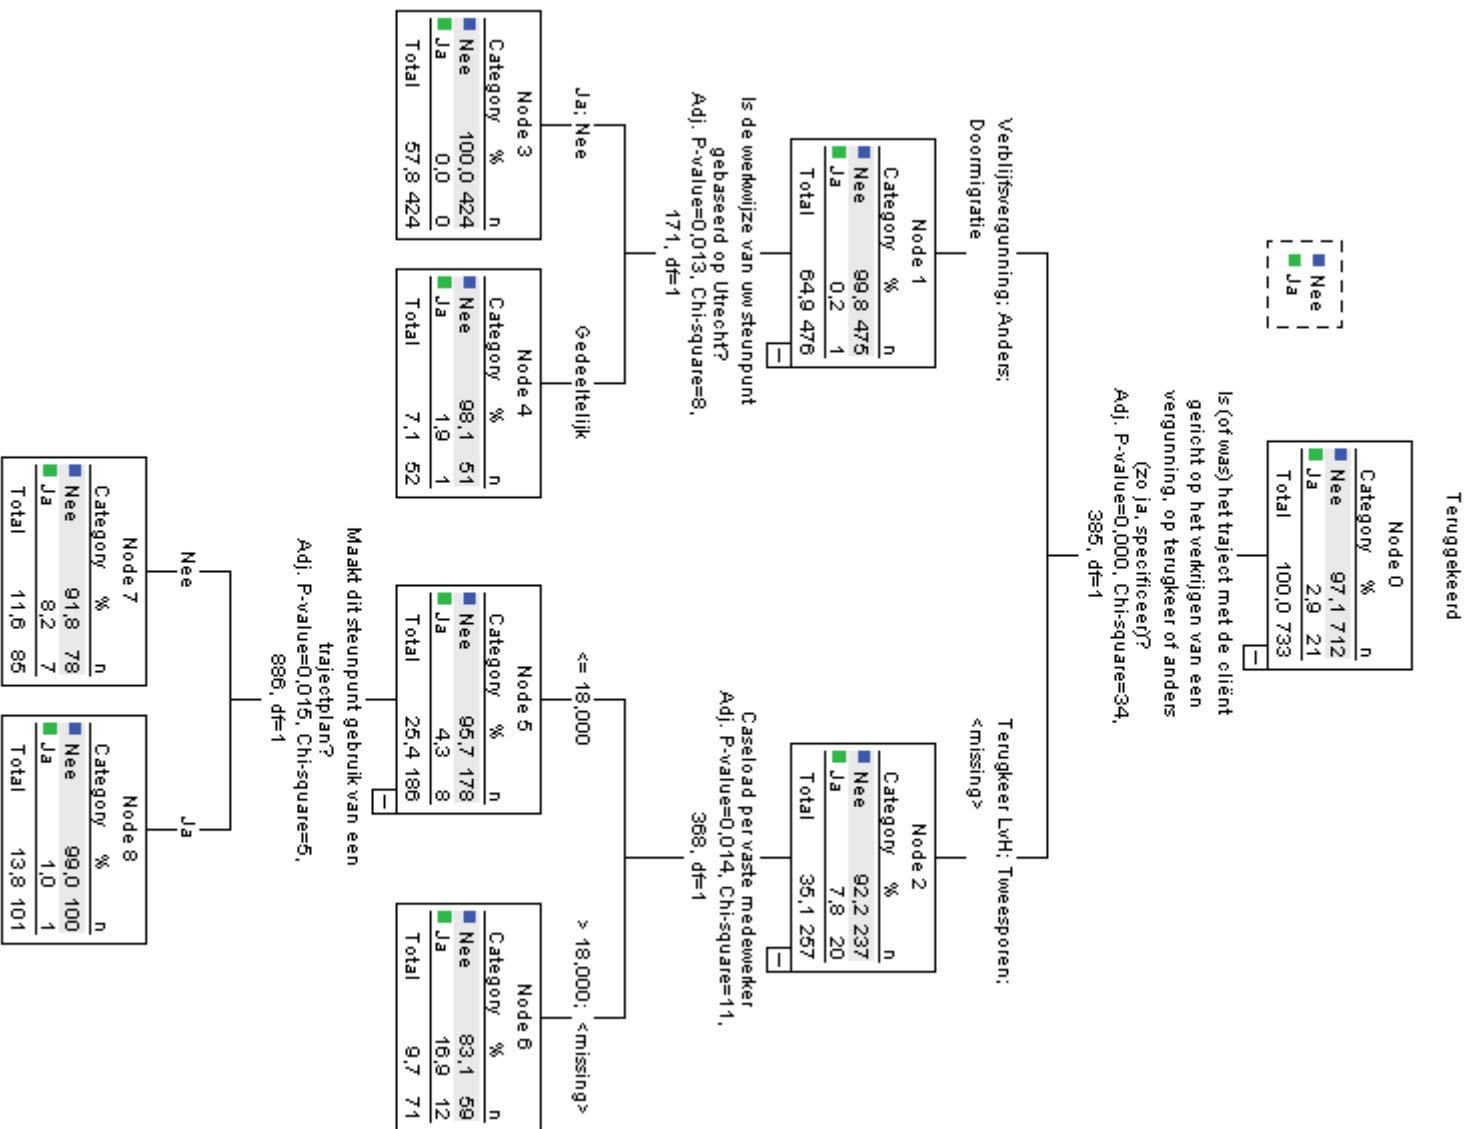 Teruggekeerd
Nee
Ja
Node 0
Category % n
Nee 97,1 712
Ja 2,9 21
Total 100,0 733
Is (of was) het traject met de cliënt
gericht op het verkrijgen van een
vergunning, op terugkeer of anders
(zo ja, specificeer)?
Adj. P-value=0,000, Chi-square=34,
385, df=1
Verblijfsvergunning; Anders;
Doormigratie
Terugkeer LvH; Tweesporen;
<missing>
Node 1
Category % n
Nee 99,8 475
Ja 0,2 1
Total 64,9 476
Node 2
Category % n
Nee 92,2 237
Ja 7,8 20
Total 35,1 257
Is de werkwijze van uw steunpunt
gebaseerd op Utrecht?
Adj. P-value=0,013, Chi-square=8,
171, df=1
Caseload per vaste medewerker
Adj. P-value=0,014, Chi-square=11,
368, df=1
Ja; Nee
Gedeeltelijk
<= 18,000
> 18,000; <missing>
Node 3
Category % n
Nee 100,0 424
Ja 0,0 0
Total 57,8 424
Node 4
Category % n
Nee 98,1 51
Ja 1,9 1
Total 7,1 52
Node 5
Category % n
Nee 95,7 178
Ja 4,3 8
Total 25,4 186
Node 6
Category % n
Nee 83,1 59
Ja 16,9 12
Total 9,7 71
Maakt dit steunpunt gebruik van een
trajectplan?
Adj. P-value=0,015, Chi-square=5,
886, df=1
Nee
Ja
Node 7
Category % n
Nee 91,8 78
Ja 8,2 7
Total 11,6 85
Node 8
Category % n
Nee 99,0 100
Ja 1,0 1
Total 13,8 101